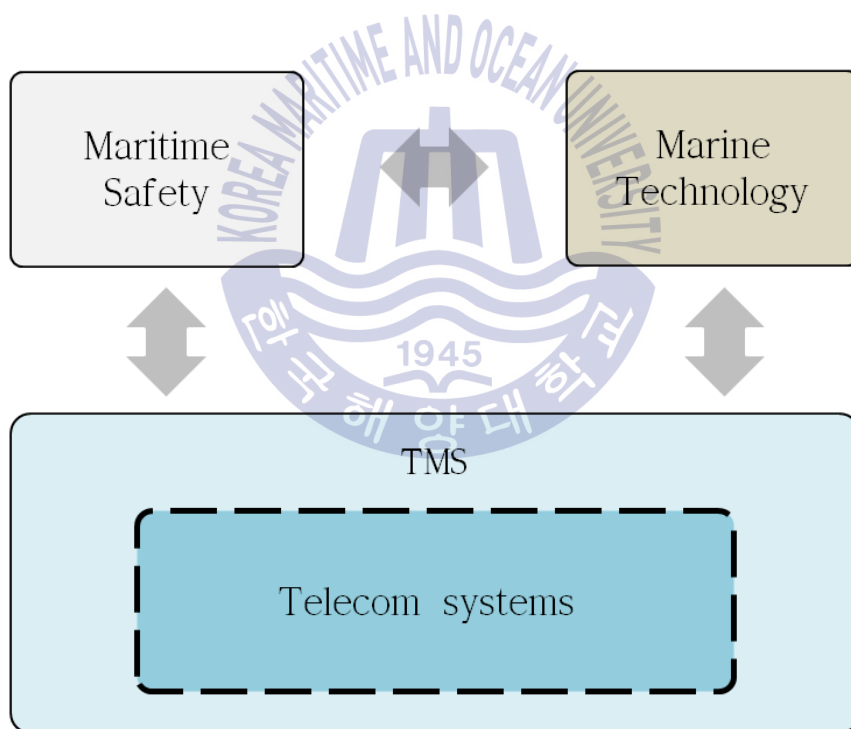 KOREA MARITIME AND OCEAN UNIVERSITY
Maritime
Safety
Marine
Technology
1945
한국해양대학교
TMS
Telecom systems